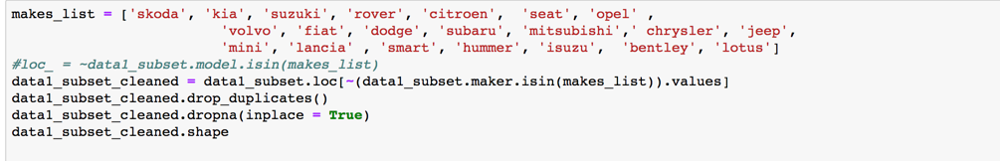 makes_list = ['skoda', 'kia', 'suzuki', 'rover', 'citroen',  'seat', 'opel' ,
'volvo', 'fiat', 'dodge', 'subaru', 'mitsubishi',' chrysler', 'jeep',
'mini', 'lancia' , 'smart', 'hummer', 'isuzu',  'bentley', 'lotus']
#loc_ = ~data1_subset.model.isin(makes_list)
data1_subset_cleaned = data1_subset.loc[~(data1_subset.maker.isin(makes_list)).values]
data1_subset_cleaned.drop_duplicates()
data1_subset_cleaned.dropna(inplace = True)
data1_subset_cleaned.shape